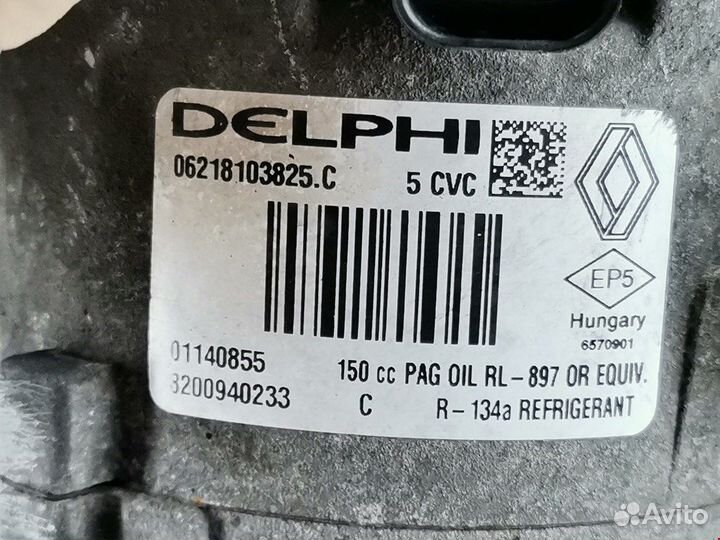 DELPHI
06218103825.C 5 CVC
EP5
Hungary
6570901
01140855 150 cc PAG OIL RL-897 OR EQUIV.
8200940233 C R-134a REFRIGERANT
Avito